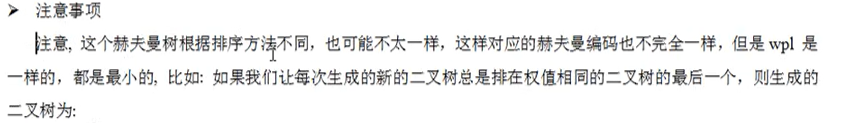 ➢ 注意事项
注意, 这个赫夫曼树根据排序方法不同，也可能不太一样，这样对应的赫夫曼编码也不完全一样，但是 wpl 是
一样的，都是最小的, 比如: 如果我们让每次生成的新的二叉树总是排在权值相同的二叉树的最后一个，则生成的
二叉树为: